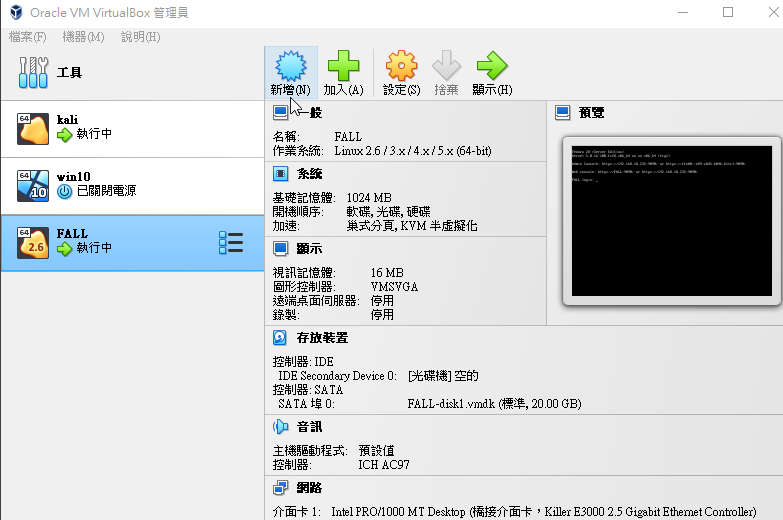 Oracle VM VirtualBox 管理員
檔案(F) 機器(M) 說明(H)
工具
新增(N) 加入(A) 設定(S) 捨棄 顯示(H)
64 kali
執行中
64 10 win10
已關閉電源
64 2.6 FALL
執行中
一般
名稱: FALL
作業系統: Linux 2.6 / 3.x / 4.x / 5.x (64-bit)
系統
基礎記憶體: 1024 MB
開機順序: 軟碟, 光碟, 硬碟
加速: 巢式分頁, KVM 半虛擬化
顯示
視訊記憶體: 16 MB
圖形控制器: VMSVGA
遠端桌面伺服器: 停用
錄製: 停用
存放裝置
控制器: IDE
IDE Secondary Device 0: [光碟機] 空的
控制器: SATA
SATA 埠 0: FALL-disk1.vmdk (標準, 20.00 GB)
音訊
主機驅動程式: 預設值
控制器: ICH AC97
網路
介面卡 1: Intel PRO/1000 MT Desktop (橋接介面卡，Killer E3000 2.5 Gigabit Ethernet Controller)
預覽
FALL login: _